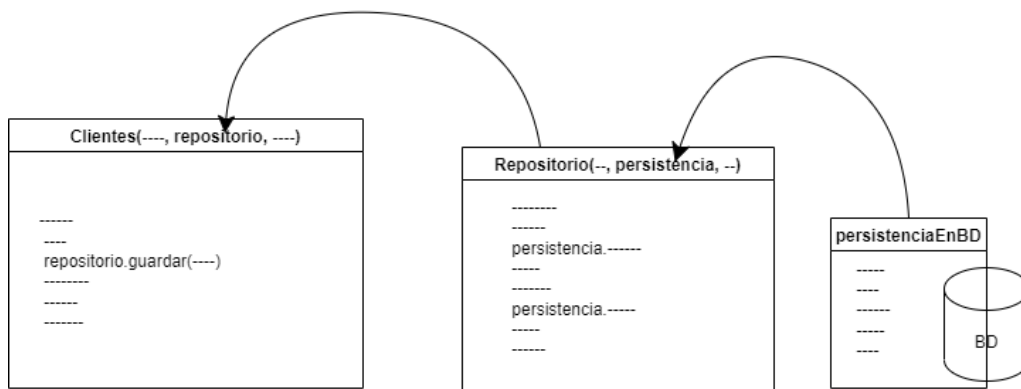 Clientes(----, repositorio, ----)
------
----
repositorio.guardar(----)
--------
------
-------
Repositorio(--, persistencia, --)
--------
------
persistencia.------
-----
-------
persistencia.-----
-----
------
persistenciaEnBD
-----
----
------
-----
----
BD